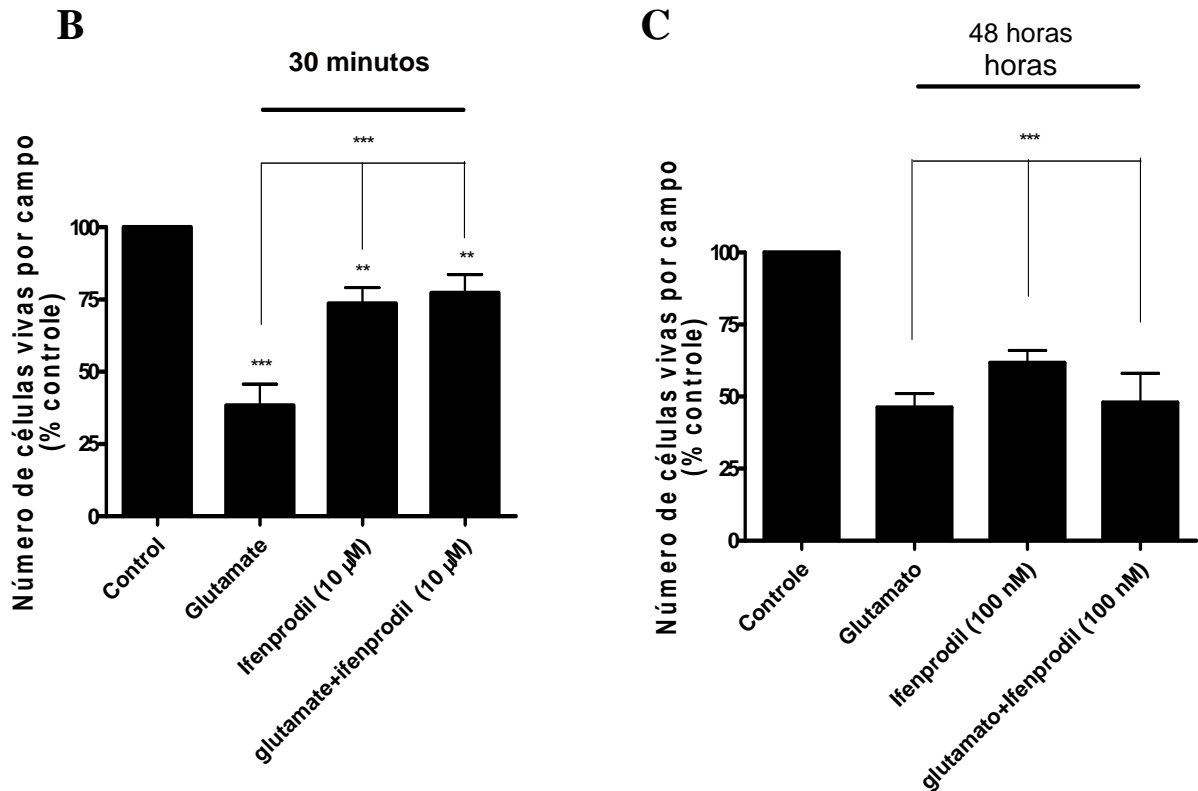 B
30 minutos
***
**
**
***
Número de células vivas por campo
(% controle)
100
75
50
25
0
Control
Glutamate
Ifenprodil (10 µM)
glutamate+ifenprodil (10 µM)
C
48 horas
horas
***
Número de células vivas por campo
(% controle)
100
75
50
25
0
Controle
Glutamato
Ifenprodil (100 nM)
glutamato+Ifenprodil (100 nM)